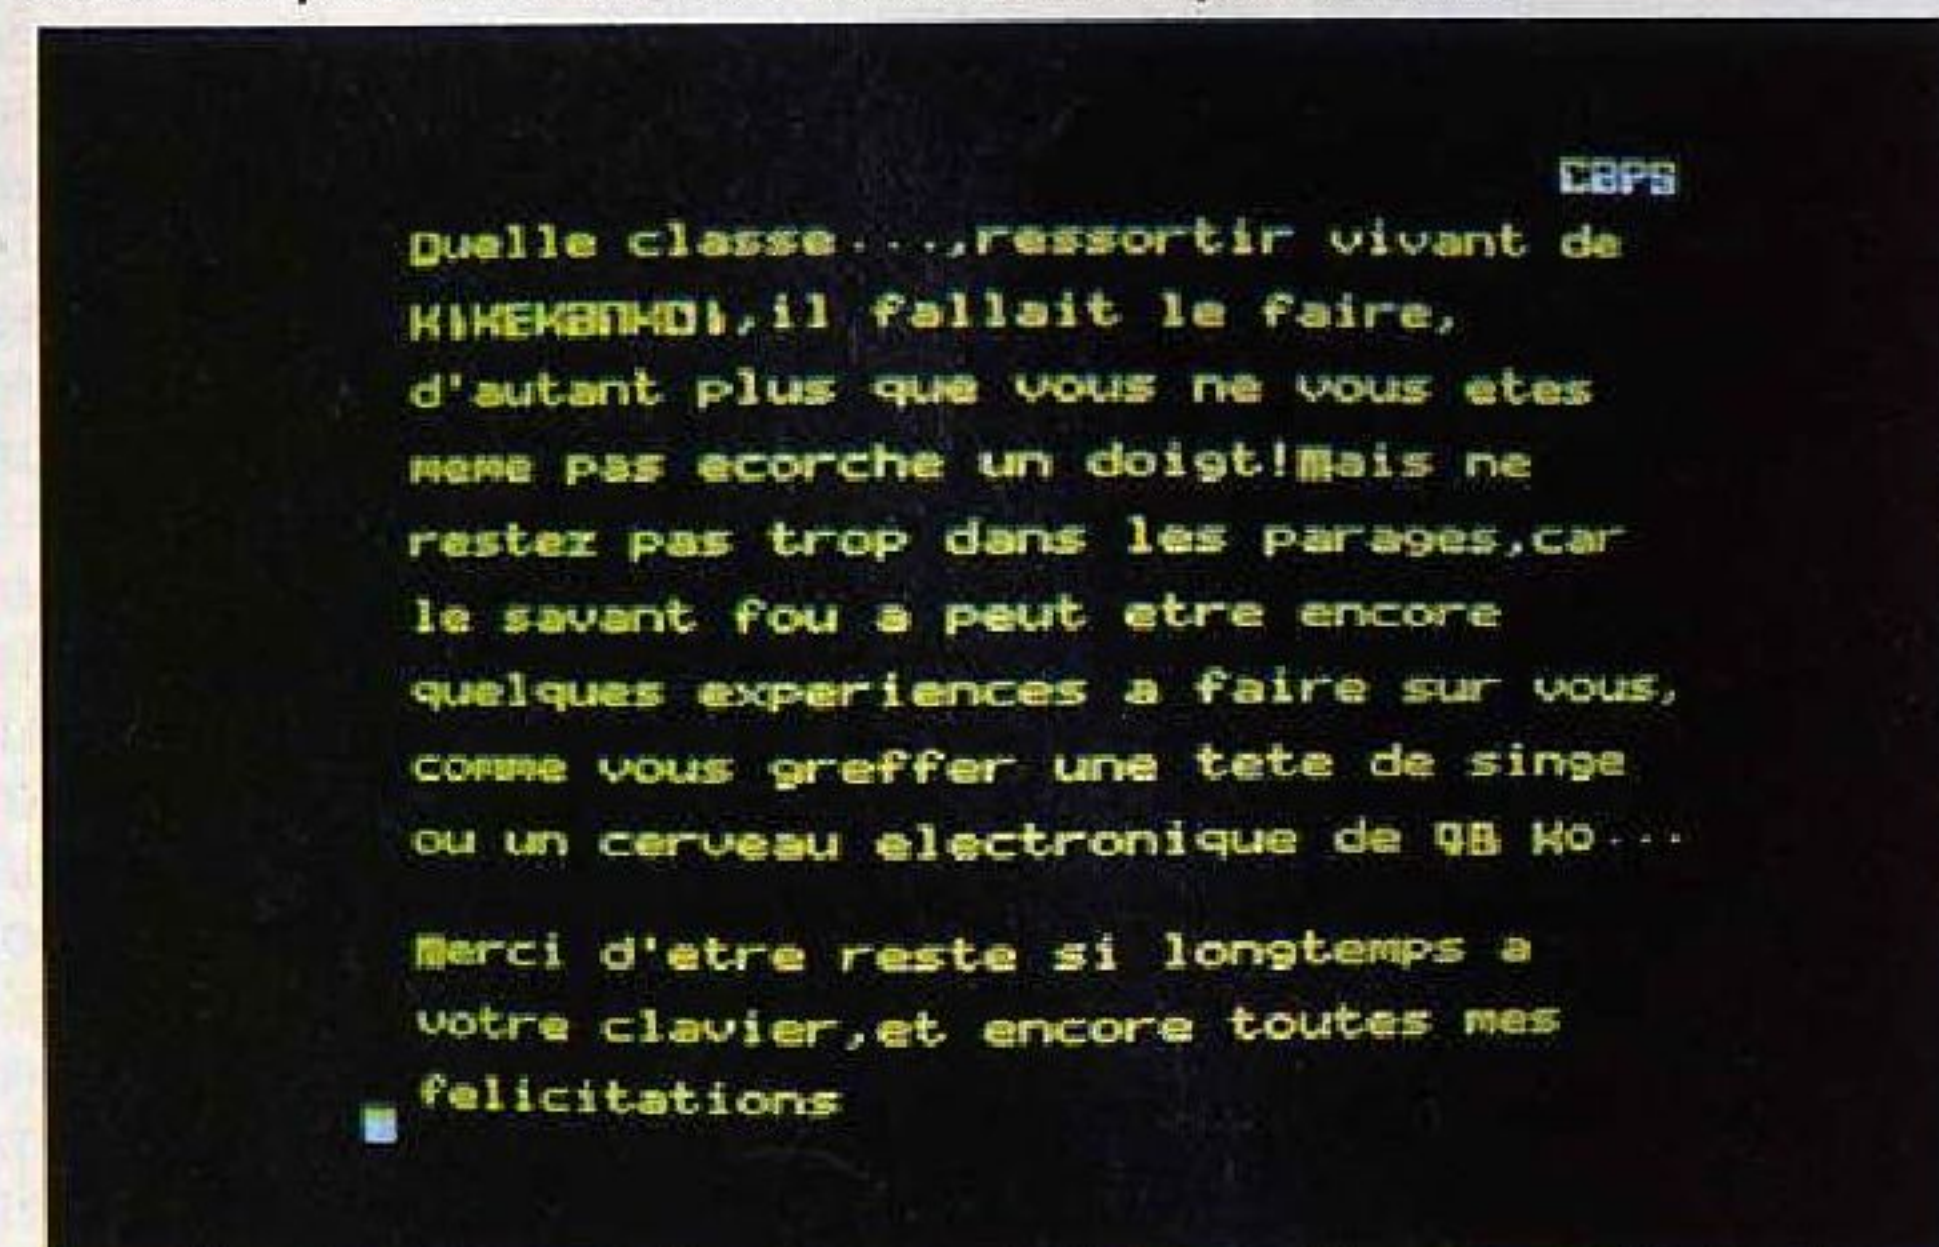 CAPS
Quelle classe...,ressortir vivant de
KIKEKANKOI,il fallait le faire,
d'autant plus que vous ne vous etes
meme pas ecorche un doigt!Mais ne
restez pas trop dans les parages,car
le savant fou a peut etre encore
quelques experiences a faire sur vous,
comme vous greffer une tete de singe
ou un cerveau electronique de 48 Ko...
Merci d'etre reste si longtemps a
votre clavier,et encore toutes mes
felicitations